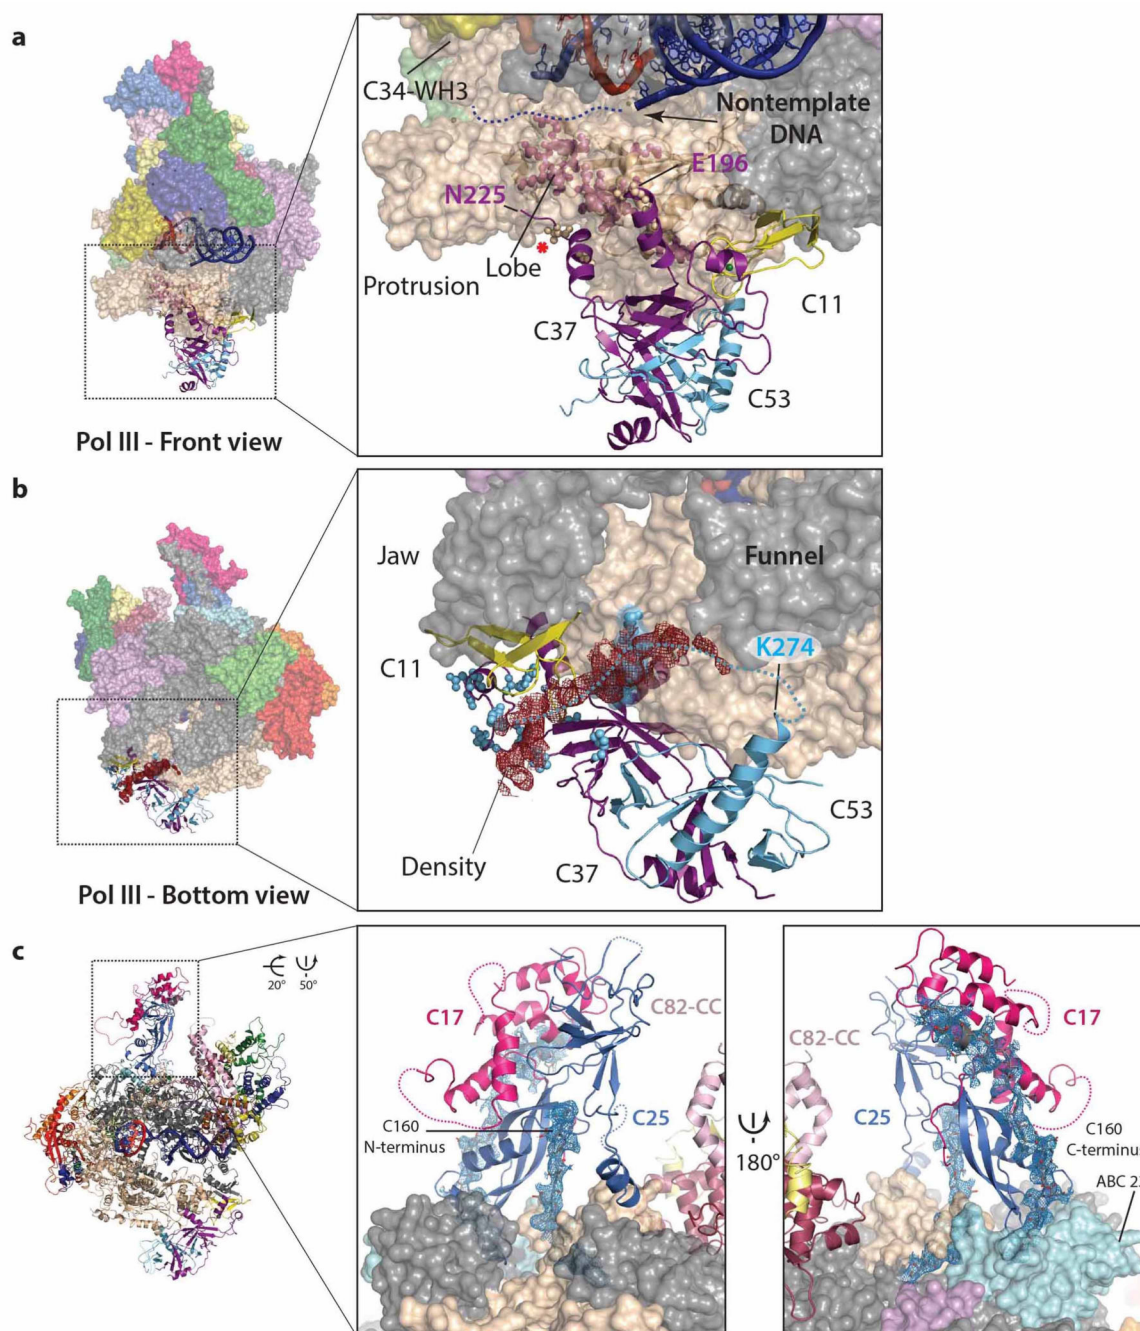 a
C34-WH3
Nontemplate
DNA
E196
N225
*
Lobe
Protrusion
C11
C37
C53
Pol III - Front view
b
Jaw
Funnel
C11
K274
C53
Density
C37
Pol III - Bottom view
c
20° 50°
C17
C82-CC
C160
N-terminus
C25
180°
C82-CC
C17
C25
C160
C-terminus
ABC 2